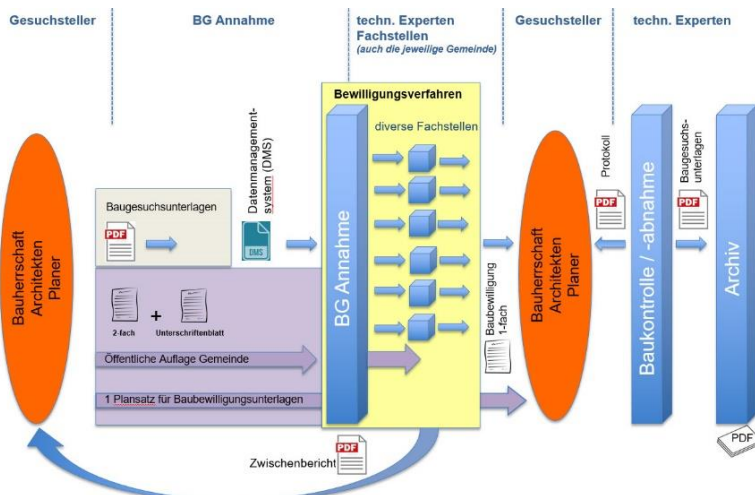 Gesuchsteller
BG Annahme
techn. Experten
Fachstellen
(auch die jeweilige Gemeinde)
Gesuchsteller
techn. Experten
Bauherrschaft
Architekten
Planer
Baugesuchsunterlagen
PDF
Datenmanagement-
system (DMS)
DMS
2-fach
+
Unterschriftenblatt
Öffentliche Auflage Gemeinde
1 Plansatz für Baubewilligungsunterlagen
Bewilligungsverfahren
BG Annahme
diverse Fachstellen
Zwischenbericht
PDF
Baubewilligung
1-fach
Bauherrschaft
Architekten
Planer
Protokoll
PDF
Baukontrolle / -abnahme
Baugesuchs-
unterlagen
PDF
Archiv
PDF